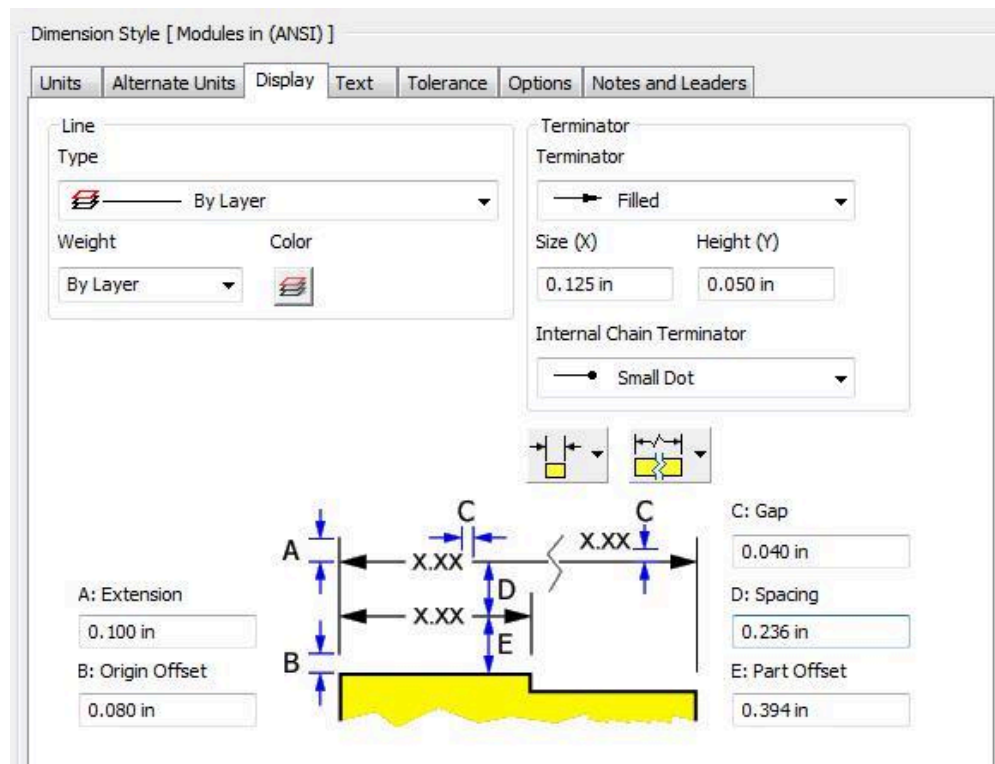 Dimension Style [ Modules in (ANSI) ]
Units Alternate Units Display Text Tolerance Options Notes and Leaders
Line
Type
By Layer
Weight Color
By Layer
Terminator
Terminator
Filled
Size (X) Height (Y)
0.125 in 0.050 in
Internal Chain Terminator
Small Dot
C C
X.XX
A
X.XX
D
X.XX
E
B
A: Extension
0.100 in
B: Origin Offset
0.080 in
C: Gap
0.040 in
D: Spacing
0.236 in
E: Part Offset
0.394 in